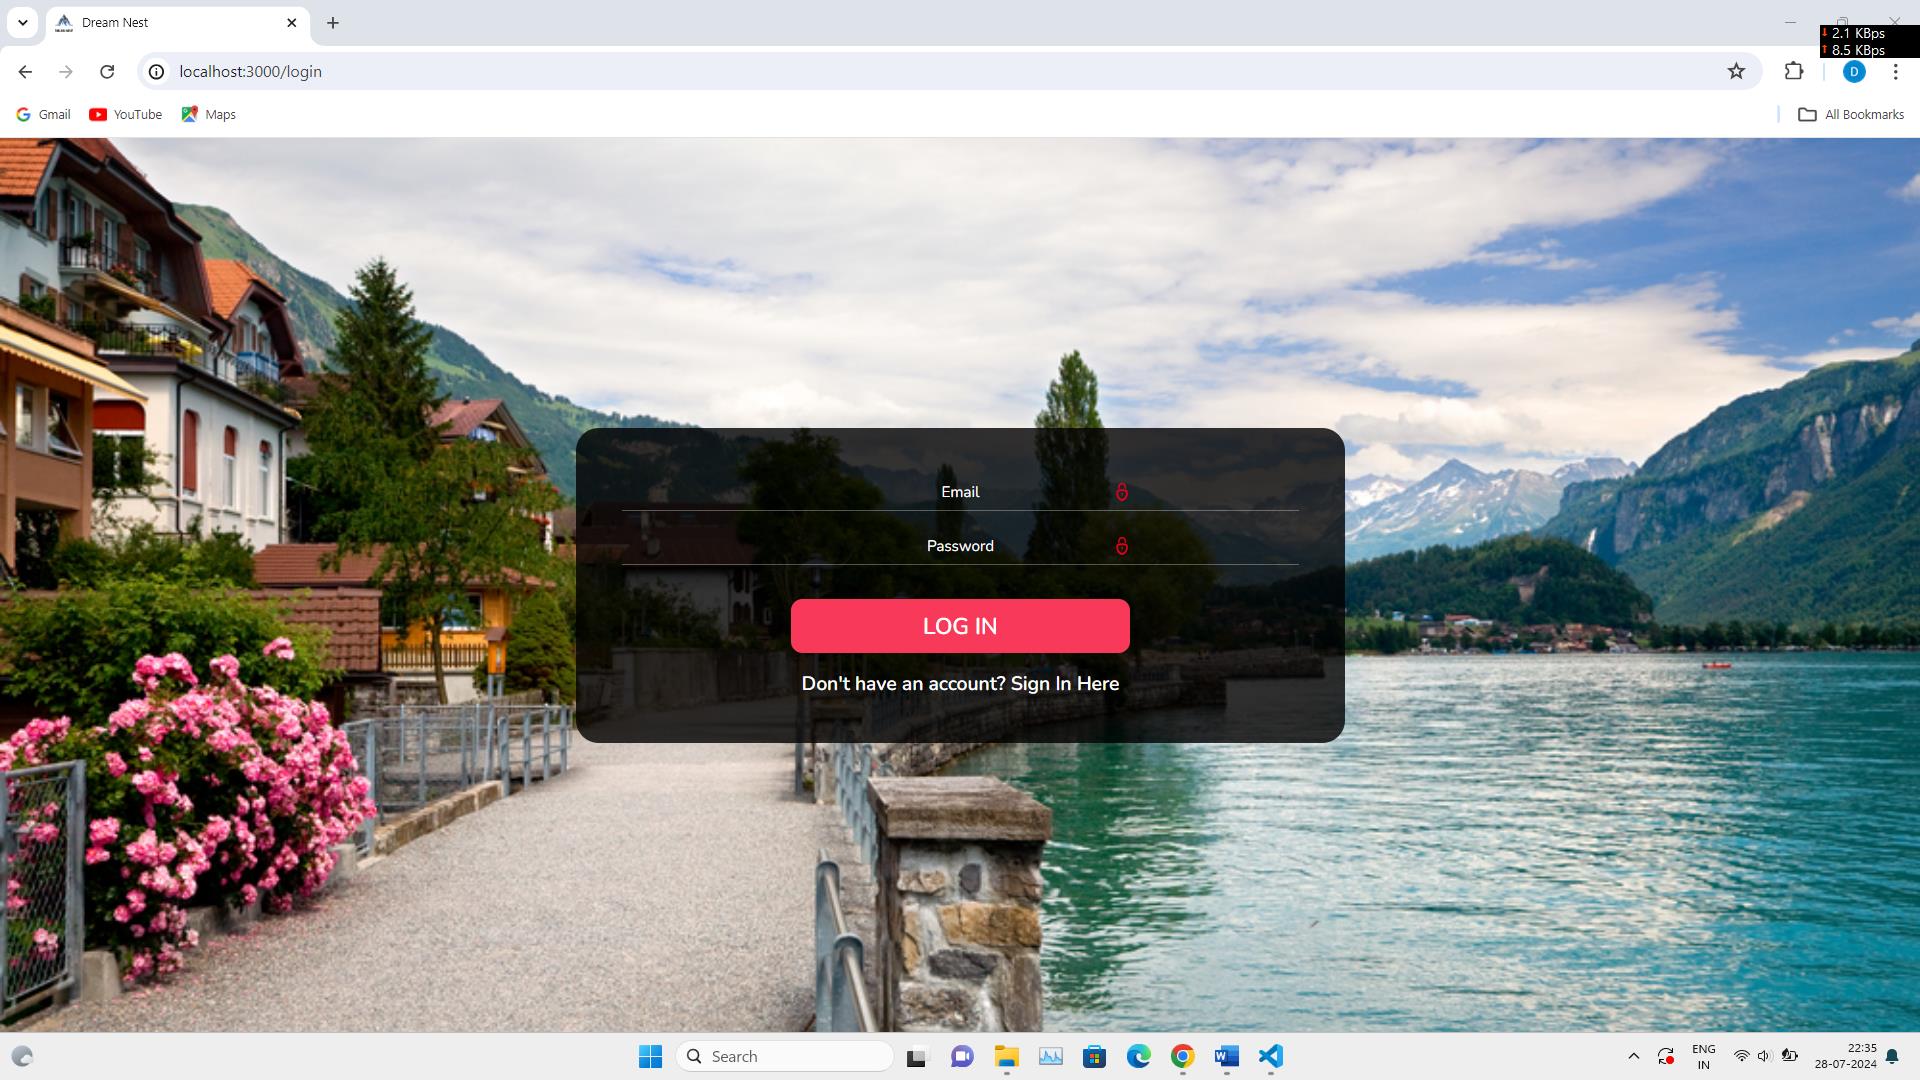 Dream Nest
2.1 KBps
8.5 KBps
localhost:3000/login
D
Gmail
YouTube
Maps
All Bookmarks
Email
Password
LOG IN
Don't have an account? Sign In Here
Search
ENG
IN
22:35
28-07-2024